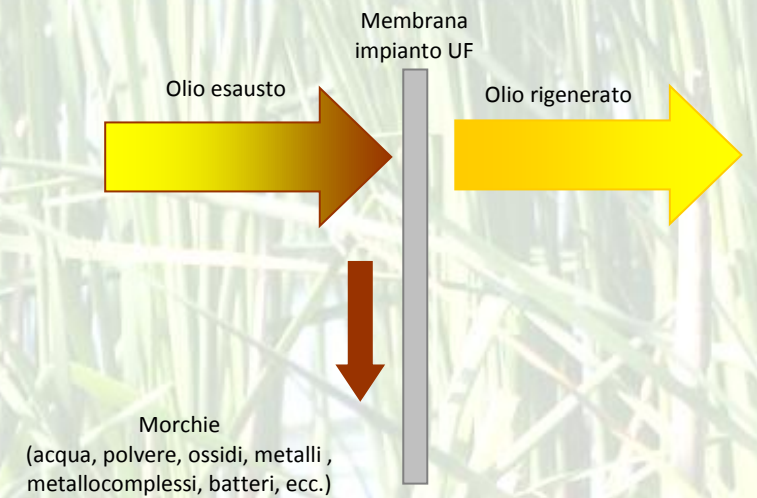 Membrana
impianto UF
Olio esausto
Olio rigenerato
Morchie
(acqua, polvere, ossidi, metalli ,
metallocomplessi, batteri, ecc.)